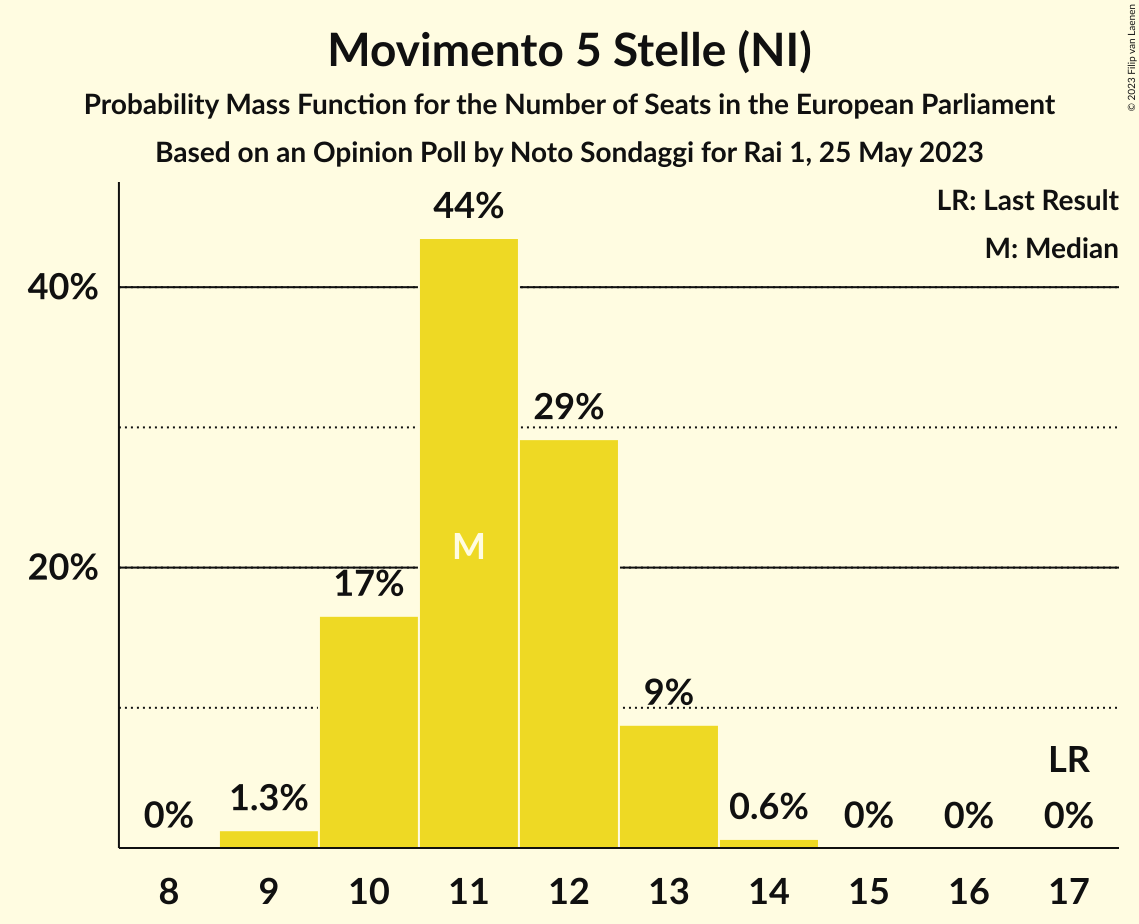 Movimento 5 Stelle (NI)
Probability Mass Function for the Number of Seats in the European Parliament
Based on an Opinion Poll by Noto Sondaggi for Rai 1, 25 May 2023
© 2023 Filip van Laenen
LR: Last Result
M: Median
44%
40%
29%
M
20%
17%
9%
LR
1.3%
0.6%
0%
0%
0%
0%
8 9 10 11 12 13 14 15 16 17